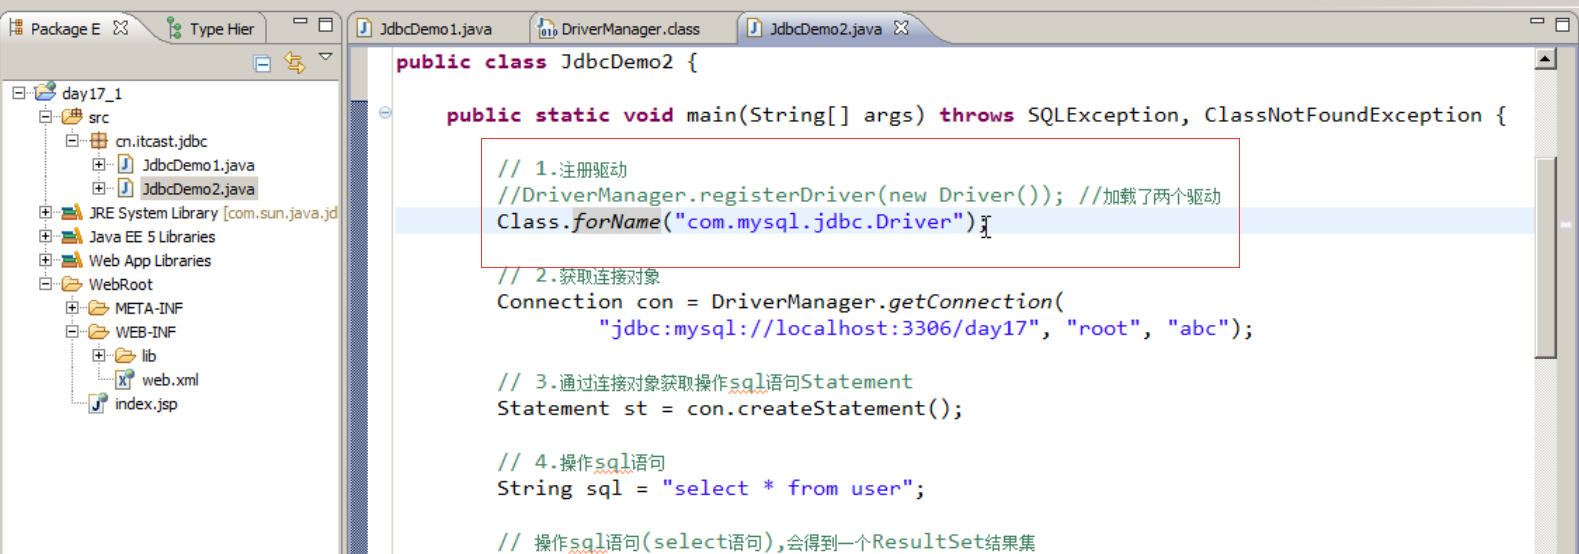 Package E
Type Hier
day17_1
src
cn.itcast.jdbc
JdbcDemo1.java
JdbcDemo2.java
JRE System Library [com.sun.java.jd
Java EE 5 Libraries
Web App Libraries
WebRoot
META-INF
WEB-INF
lib
web.xml
index.jsp
JdbcDemo1.java
DriverManager.class
JdbcDemo2.java
public class JdbcDemo2 {
public static void main(String[] args) throws SQLException, ClassNotFoundException {
// 1.注册驱动
//DriverManager.registerDriver(new Driver()); //加载了两个驱动
Class.forName("com.mysql.jdbc.Driver");
// 2.获取连接对象
Connection con = DriverManager.getConnection(
"jdbc:mysql://localhost:3306/day17", "root", "abc");
// 3.通过连接对象获取操作sql语句Statement
Statement st = con.createStatement();
// 4.操作sql语句
String sql = "select * from user";
// 操作sql语句(select语句),会得到一个ResultSet结果集